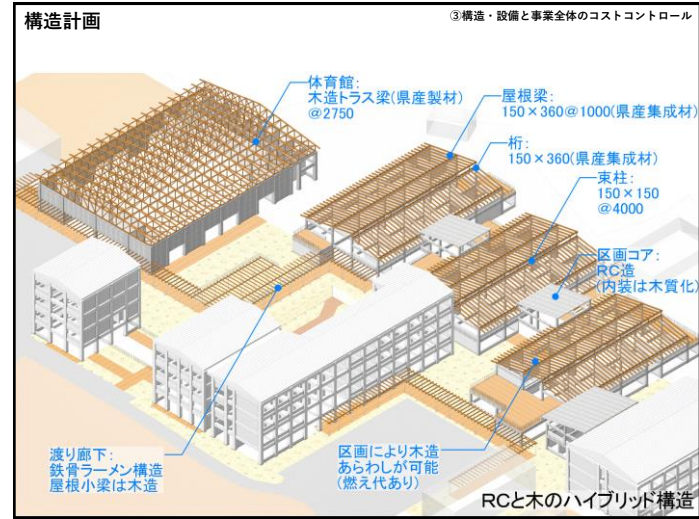 構造計画
③構造・設備と事業全体のコストコントロール
体育館:
木造トラス梁(県産製材)
@2750
屋根梁:
150×360@1000(県産集成材)
桁:
150×360(県産集成材)
束柱:
150×150
@4000
区画コア:
RC造
(内装は木質化)
渡り廊下:
鉄骨ラーメン構造
屋根小梁は木造
区画により木造
あらわしが可能
(燃え代あり)
RCと木のハイブリッド構造